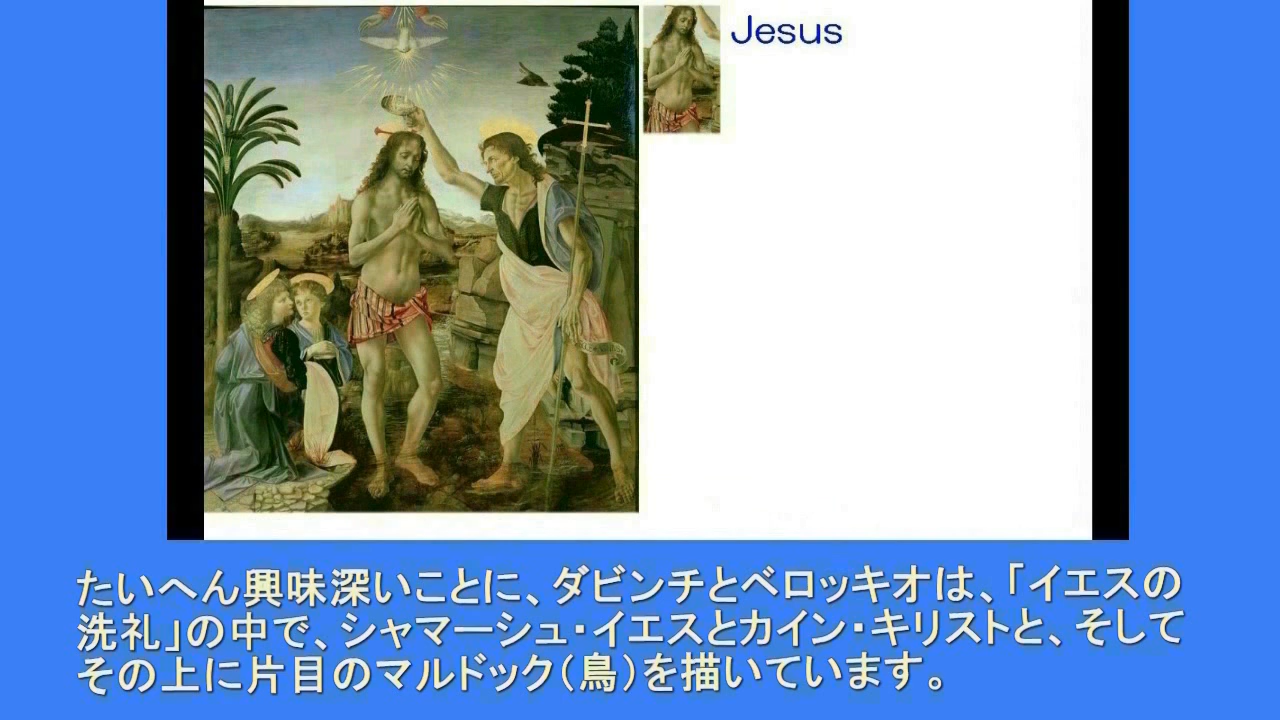 Jesus
たいへん興味深いことに、ダビンチとベロッキオは、「イエスの
洗礼」の中で、シャマーシュ・イエスとカイン・キリストと、そして
その上に片目のマルドック(鳥)を描いています。